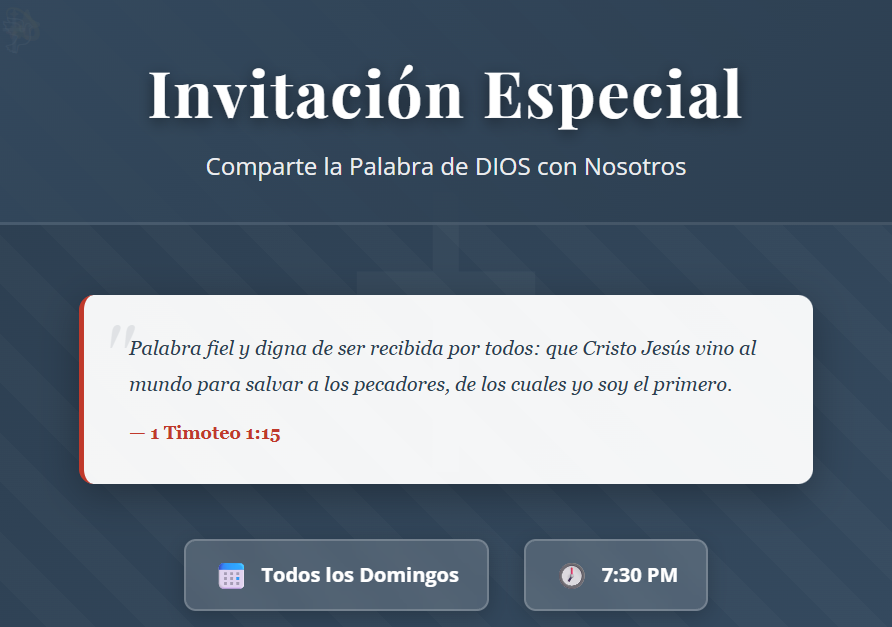 Invitación Especial
Comparte la Palabra de DIOS con Nosotros
"Palabra fiel y digna de ser recibida por todos: que Cristo Jesús vino al
mundo para salvar a los pecadores, de los cuales yo soy el primero.
— 1 Timoteo 1:15
Todos los Domingos
7:30 PM